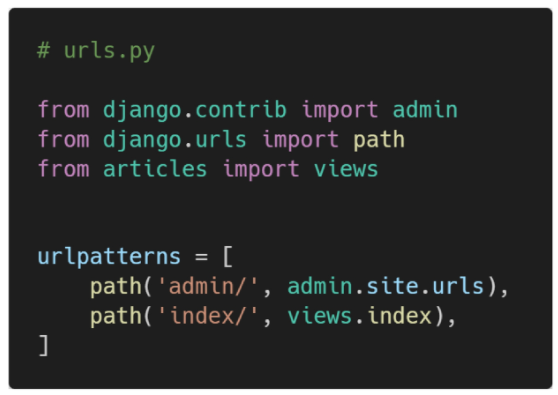 # urls.py
from django.contrib import admin
from django.urls import path
from articles import views
urlpatterns = [
    path('admin/', admin.site.urls),
    path('index/', views.index),
]